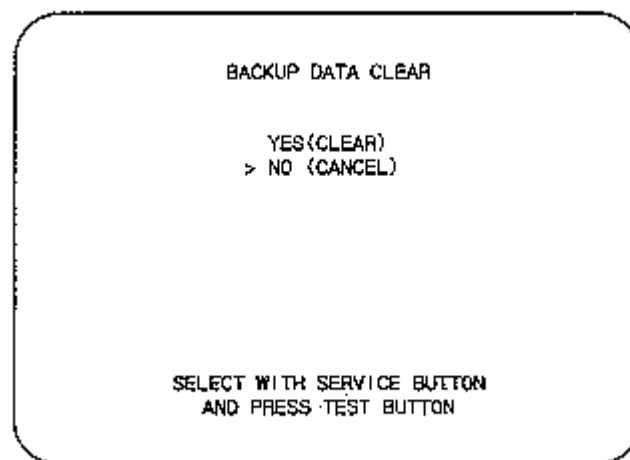 BACKUP DATA CLEAR
YES(CLEAR)
> NO (CANCEL)
SELECT WITH SERVICE BUTTON
AND PRESS TEST BUTTON